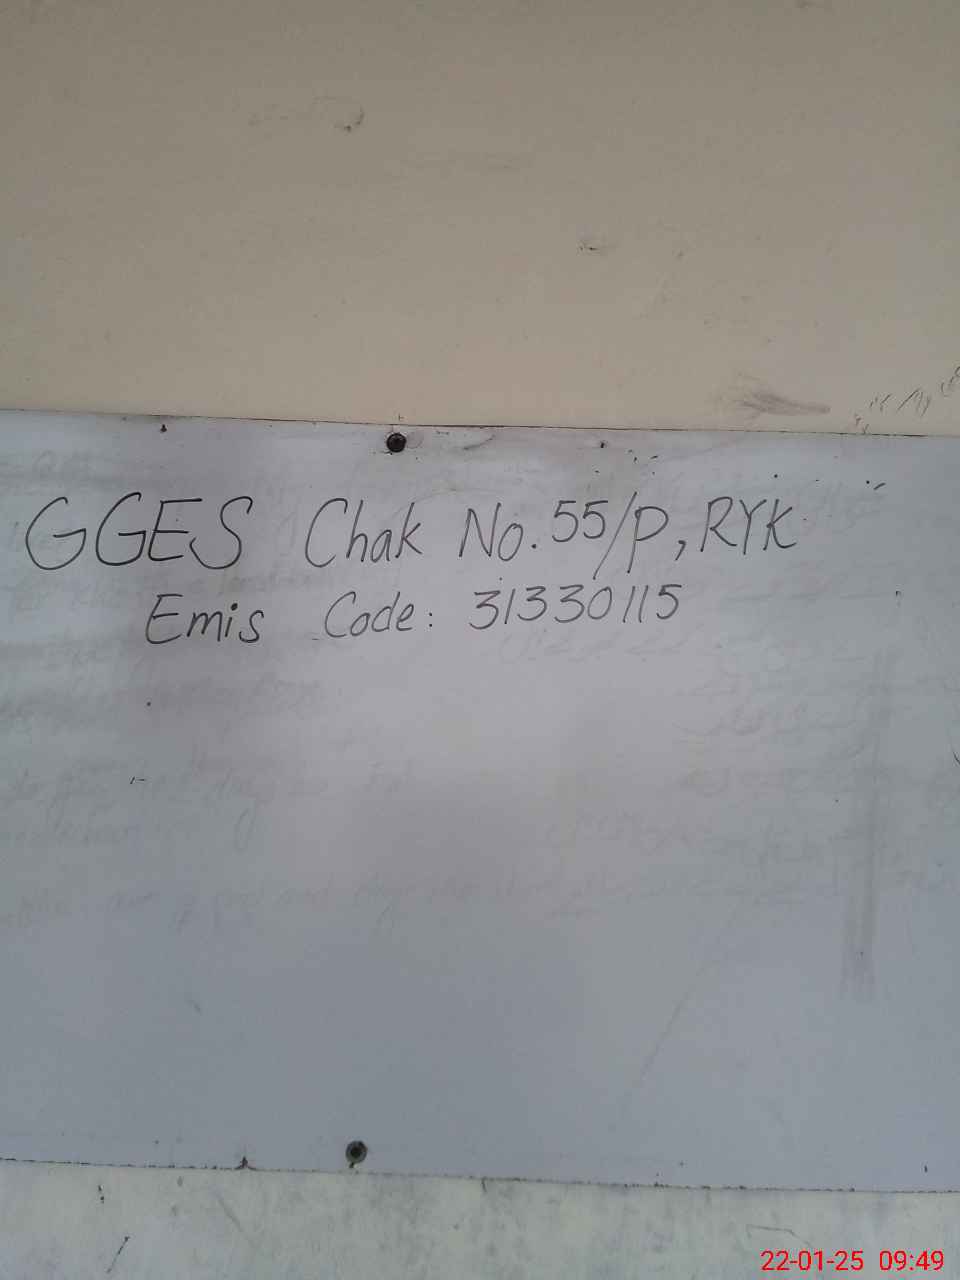 GGES Chak No. 55/P, RYK
Emis Code: 31330115
22-01-25 09:49